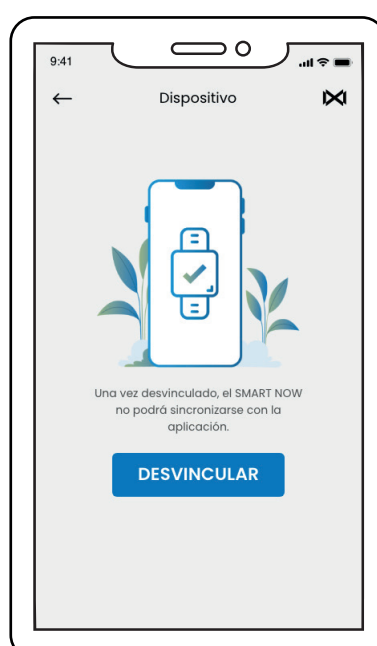 9:41
Dispositivo
Una vez desvinculado, el SMART NOW
no podrá sincronizarse con la
aplicación.
DESVINCULAR